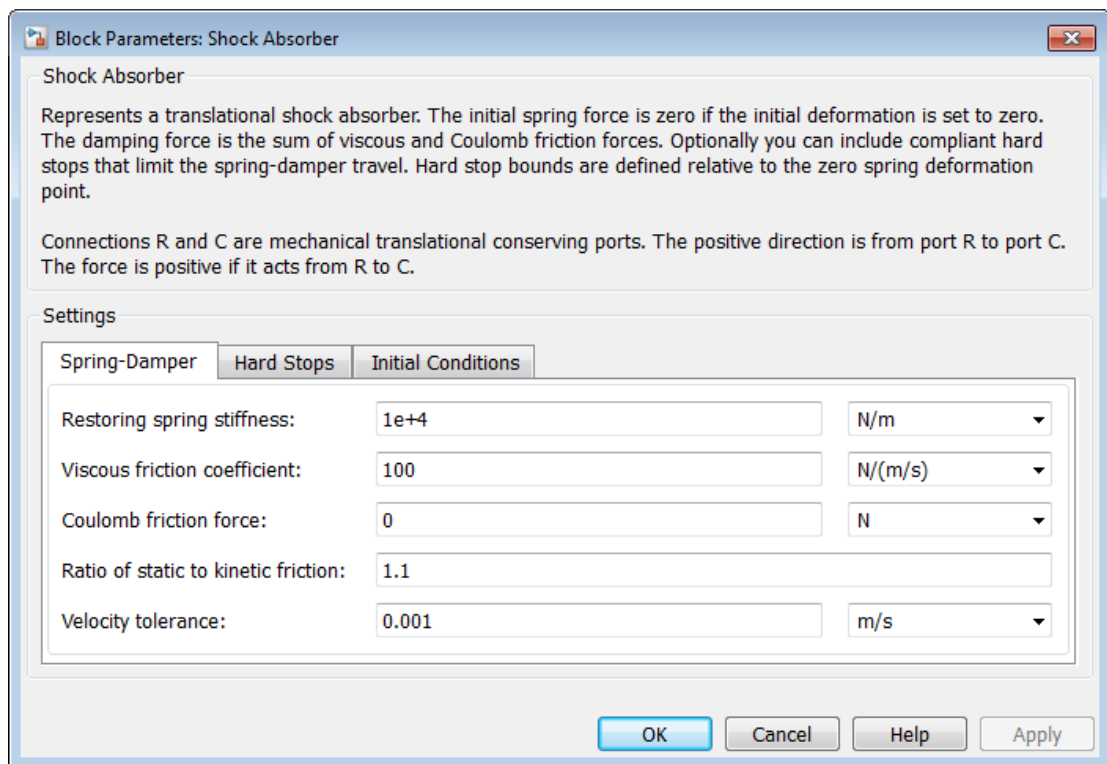 Block Parameters: Shock Absorber
Shock Absorber
Represents a translational shock absorber. The initial spring force is zero if the initial deformation is set to zero.
The damping force is the sum of viscous and Coulomb friction forces. Optionally you can include compliant hard
stops that limit the spring-damper travel. Hard stop bounds are defined relative to the zero spring deformation
point.
Connections R and C are mechanical translational conserving ports. The positive direction is from port R to port C.
The force is positive if it acts from R to C.
Settings
Spring-Damper Hard Stops Initial Conditions
Restoring spring stiffness: 1e+4 N/m
Viscous friction coefficient: 100 N/(m/s)
Coulomb friction force: 0 N
Ratio of static to kinetic friction: 1.1
Velocity tolerance: 0.001 m/s
OK Cancel Help Apply